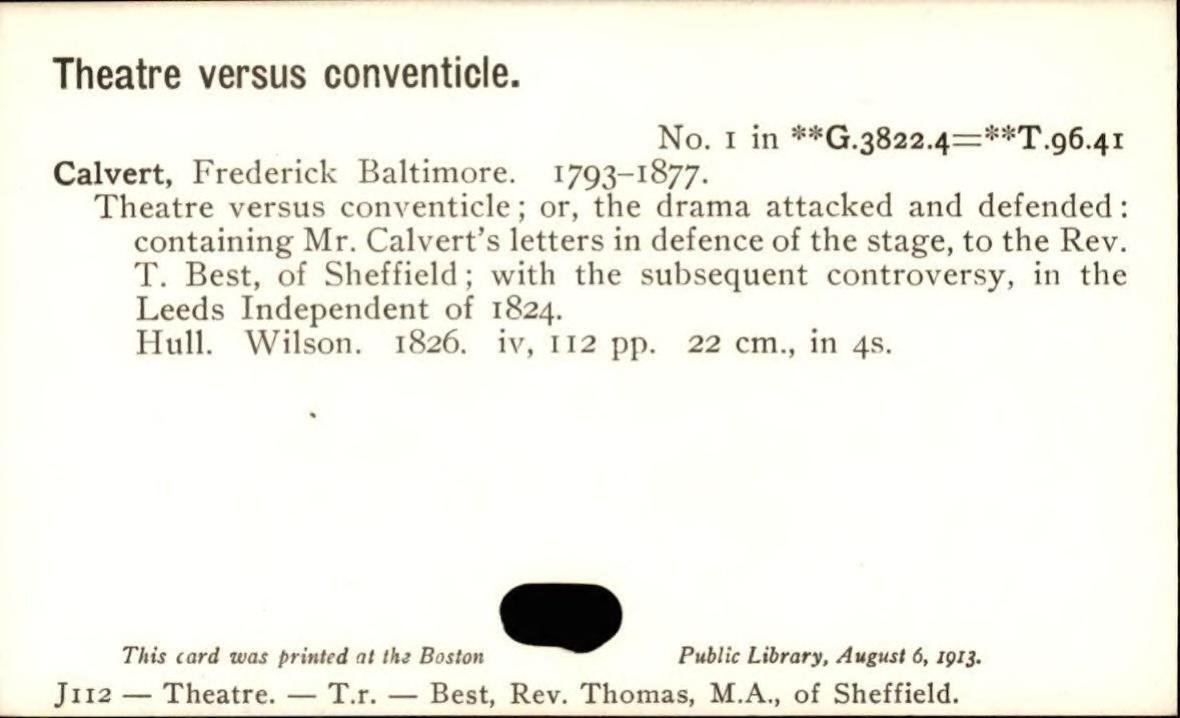 Theatre versus conventicle.
No. 1 in **G.3822.4=**T.96.41
Calvert, Frederick Baltimore. 1793–1877.
Theatre versus conventicle; or, the drama attacked and defended:
containing Mr. Calvert's letters in defence of the stage, to the Rev.
T. Best, of Sheffield; with the subsequent controversy, in the
Leeds Independent of 1824.
Hull. Wilson. 1826. iv, 112 pp. 22 cm., in 4s.
This card was printed at the Boston Public Library, August 6, 1913.
J112 — Theatre. — T.r. — Best, Rev. Thomas, M.A., of Sheffield.